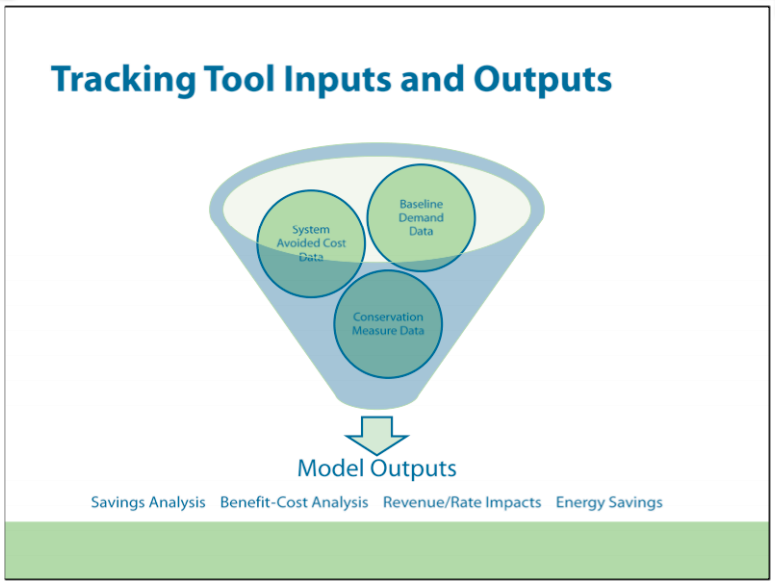 Tracking Tool Inputs and Outputs
Baseline
Demand
Data
System
Avoided Cost
Data
Conservation
Measure Data
Model Outputs
Savings Analysis Benefit-Cost Analysis Revenue/Rate Impacts Energy Savings